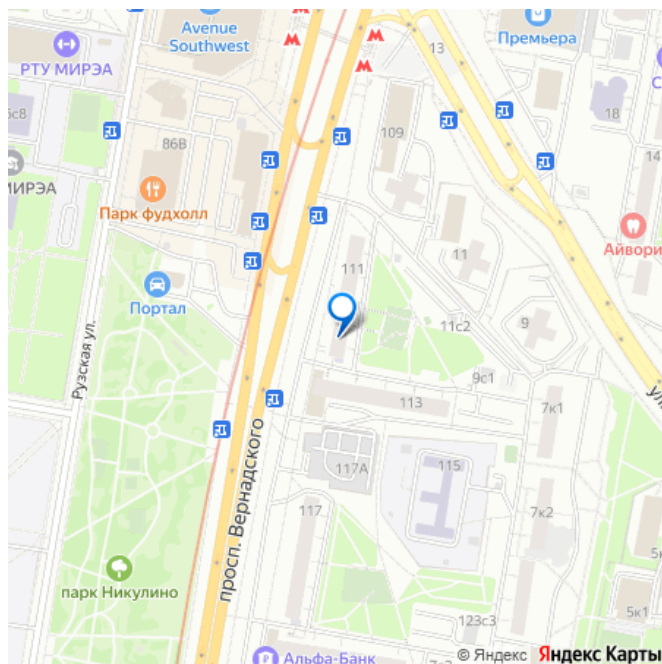 Avenue
Southwest
Премьера
РТУ МИРЭА
13
18
109
86В
14
МИРЭА
Парк фудхолл
Айвори
11
111
Портал
11с2
9
Рузская ул.
9с1
113
7к1
просп. Вернадского
117А
115
117
7к2
парк Никулино
5к1
123с3
Альфа-Банк
7к3
© Яндекс Яндекс Карты